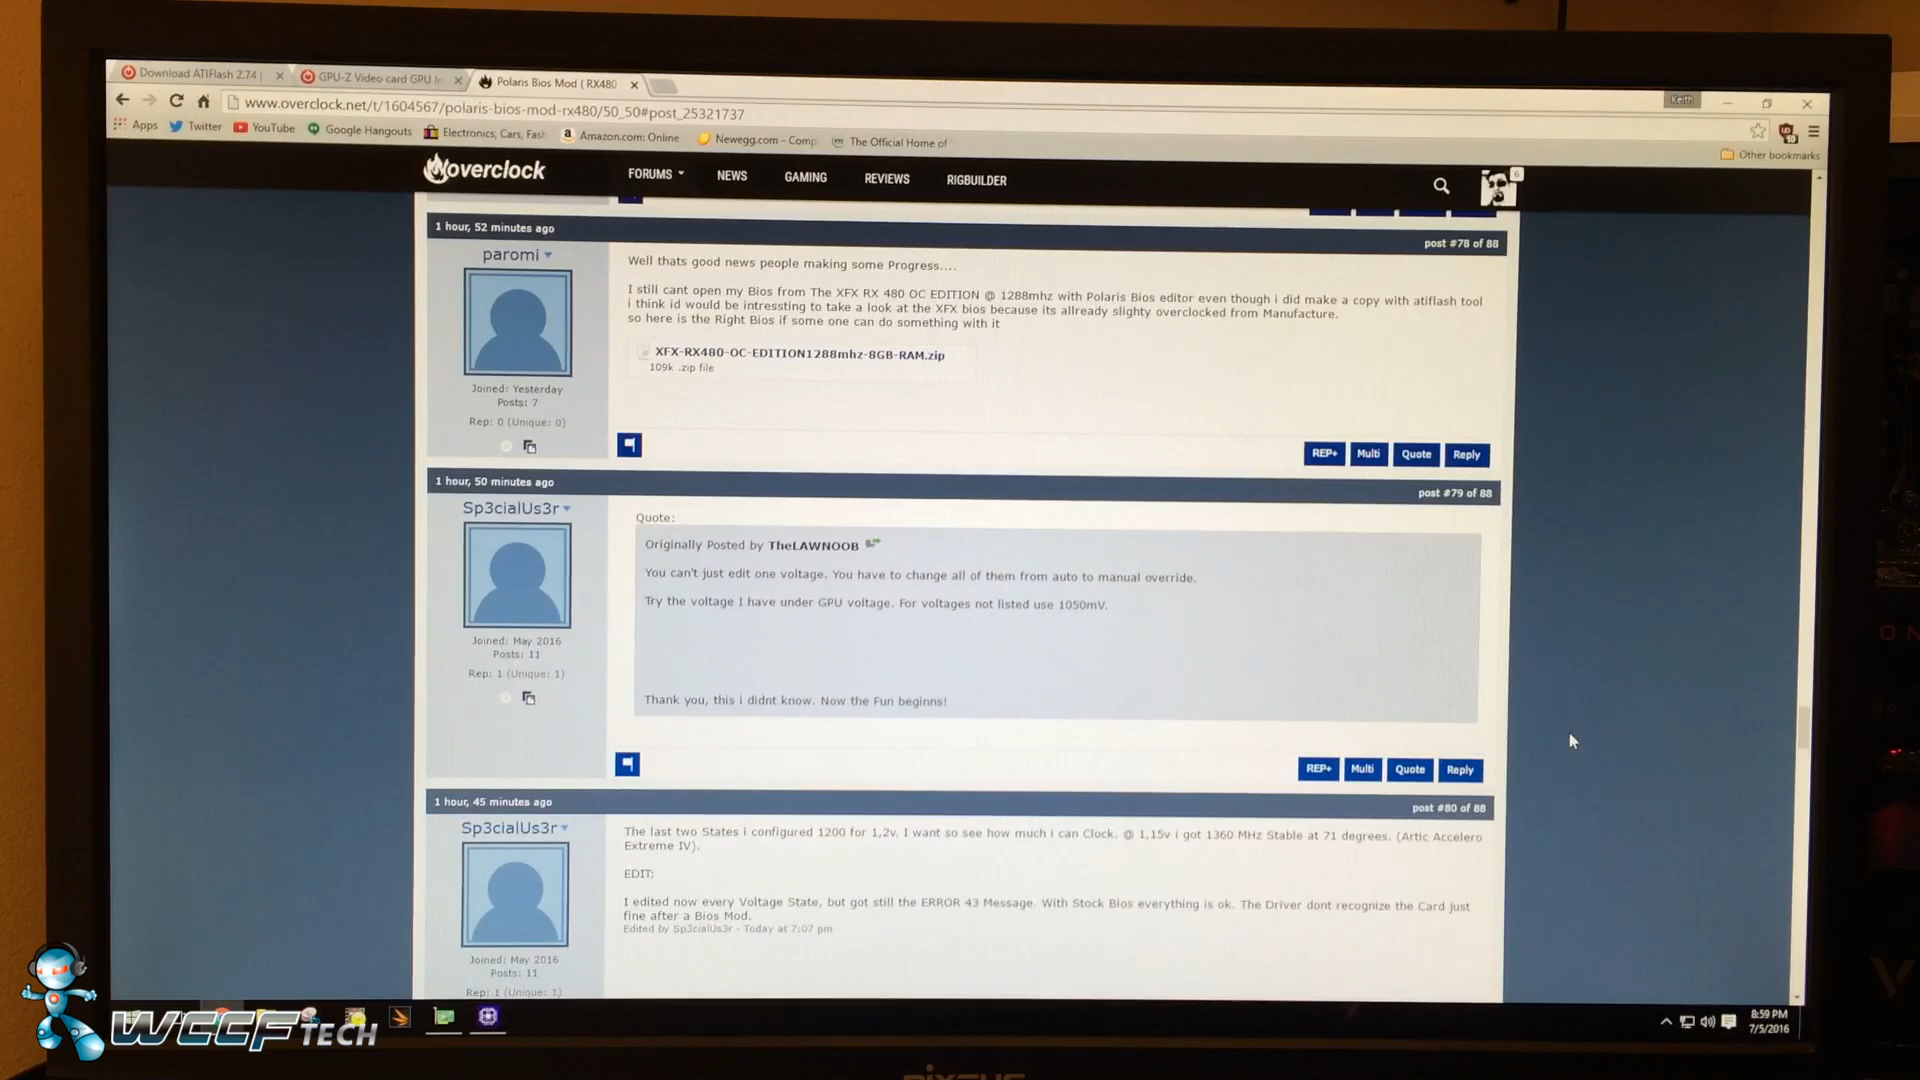 Download ATIFlash 2.74 |
GPU-Z Video card GPU In
Polaris Bios Mod ( RX480
Keith
www.overclock.net/t/1604567/polaris-bios-mod-rx480/50_50#post_25321737
Apps
Twitter
YouTube
Google Hangouts
Electronics, Cars, Fash
Amazon.com: Online
Newegg.com - Comp
The Official Home of
Other bookmarks
overclock
FORUMS
NEWS
GAMING
REVIEWS
RIGBUILDER
6
1 hour, 52 minutes ago
post #78 of 88
paromi
Joined: Yesterday
Posts: 7
Rep: 0 (Unique: 0)
Well thats good news people making some Progress....
I still cant open my Bios from The XFX RX 480 OC EDITION @ 1288mhz with Polaris Bios editor even though i did make a copy with atiflash tool
i think id would be intressting to take a look at the XFX bios because its allready slighty overclocked from Manufacture.
so here is the Right Bios if some one can do something with it
XFX-RX480-OC-EDITION1288mhz-8GB-RAM.zip
109k .zip file
REP+
Multi
Quote
Reply
1 hour, 50 minutes ago
post #79 of 88
Sp3cialUs3r
Joined: May 2016
Posts: 11
Rep: 1 (Unique: 1)
Quote:
Originally Posted by TheLAWNOOB
You can't just edit one voltage. You have to change all of them from auto to manual override.
Try the voltage I have under GPU voltage. For voltages not listed use 1050mV.
Thank you, this i didnt know. Now the Fun beginns!
REP+
Multi
Quote
Reply
1 hour, 45 minutes ago
post #80 of 88
Sp3cialUs3r
Joined: May 2016
Posts: 11
Rep: 1 (Unique: 1)
The last two States i configured 1200 for 1,2v. I want so see how much i can Clock. @ 1,15v i got 1360 MHz Stable at 71 degrees. (Artic Accelero
Extreme IV).
EDIT:
I edited now every Voltage State, but got still the ERROR 43 Message. With Stock Bios everything is ok. The Driver dont recognize the Card just
fine after a Bios Mod.
Edited by Sp3cialUs3r - Today at 7:07 pm
8:59 PM
7/5/2016
WCCF TECH